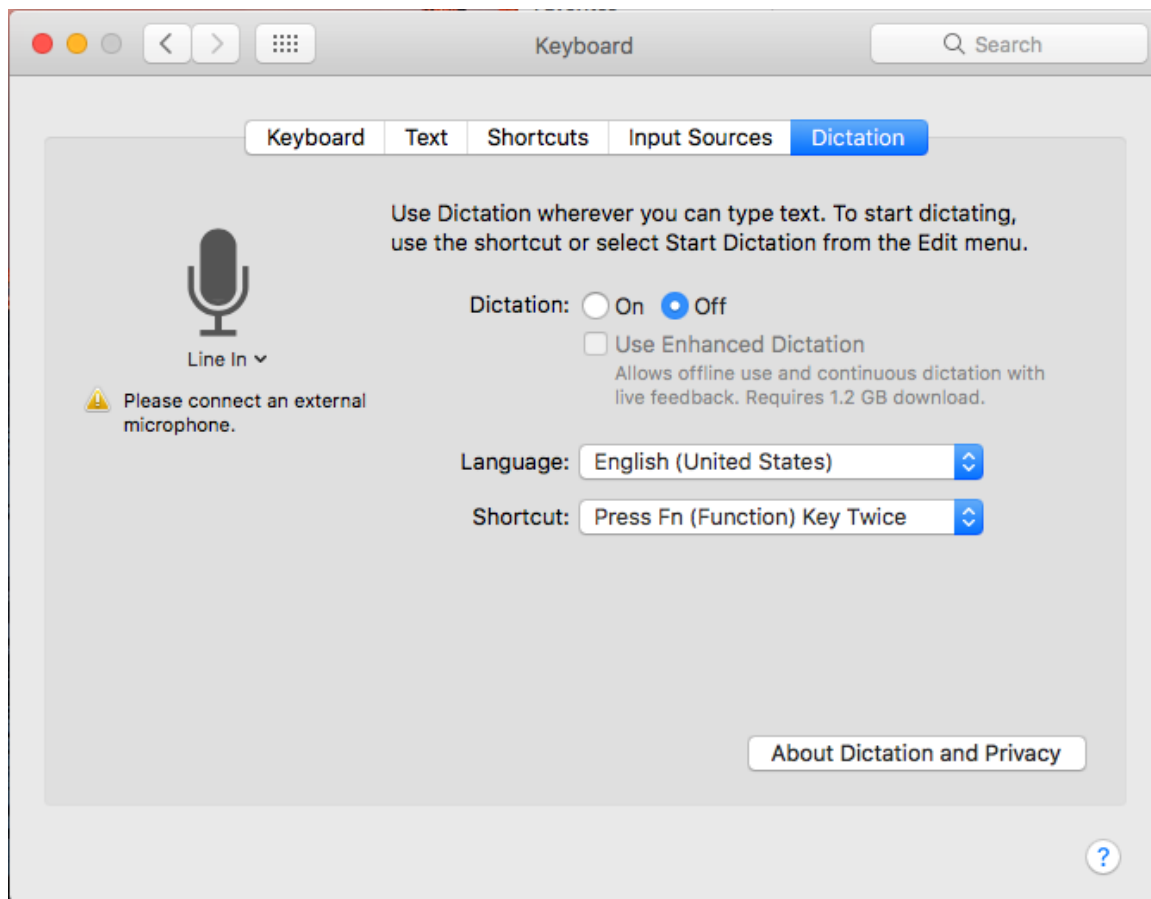 Keyboard
Search
Keyboard
Text
Shortcuts
Input Sources
Dictation
Use Dictation wherever you can type text. To start dictating,
use the shortcut or select Start Dictation from the Edit menu.
Dictation: On Off
Use Enhanced Dictation
Allows offline use and continuous dictation with
live feedback. Requires 1.2 GB download.
Line In
Please connect an external
microphone.
Language: English (United States)
Shortcut: Press Fn (Function) Key Twice
About Dictation and Privacy
?